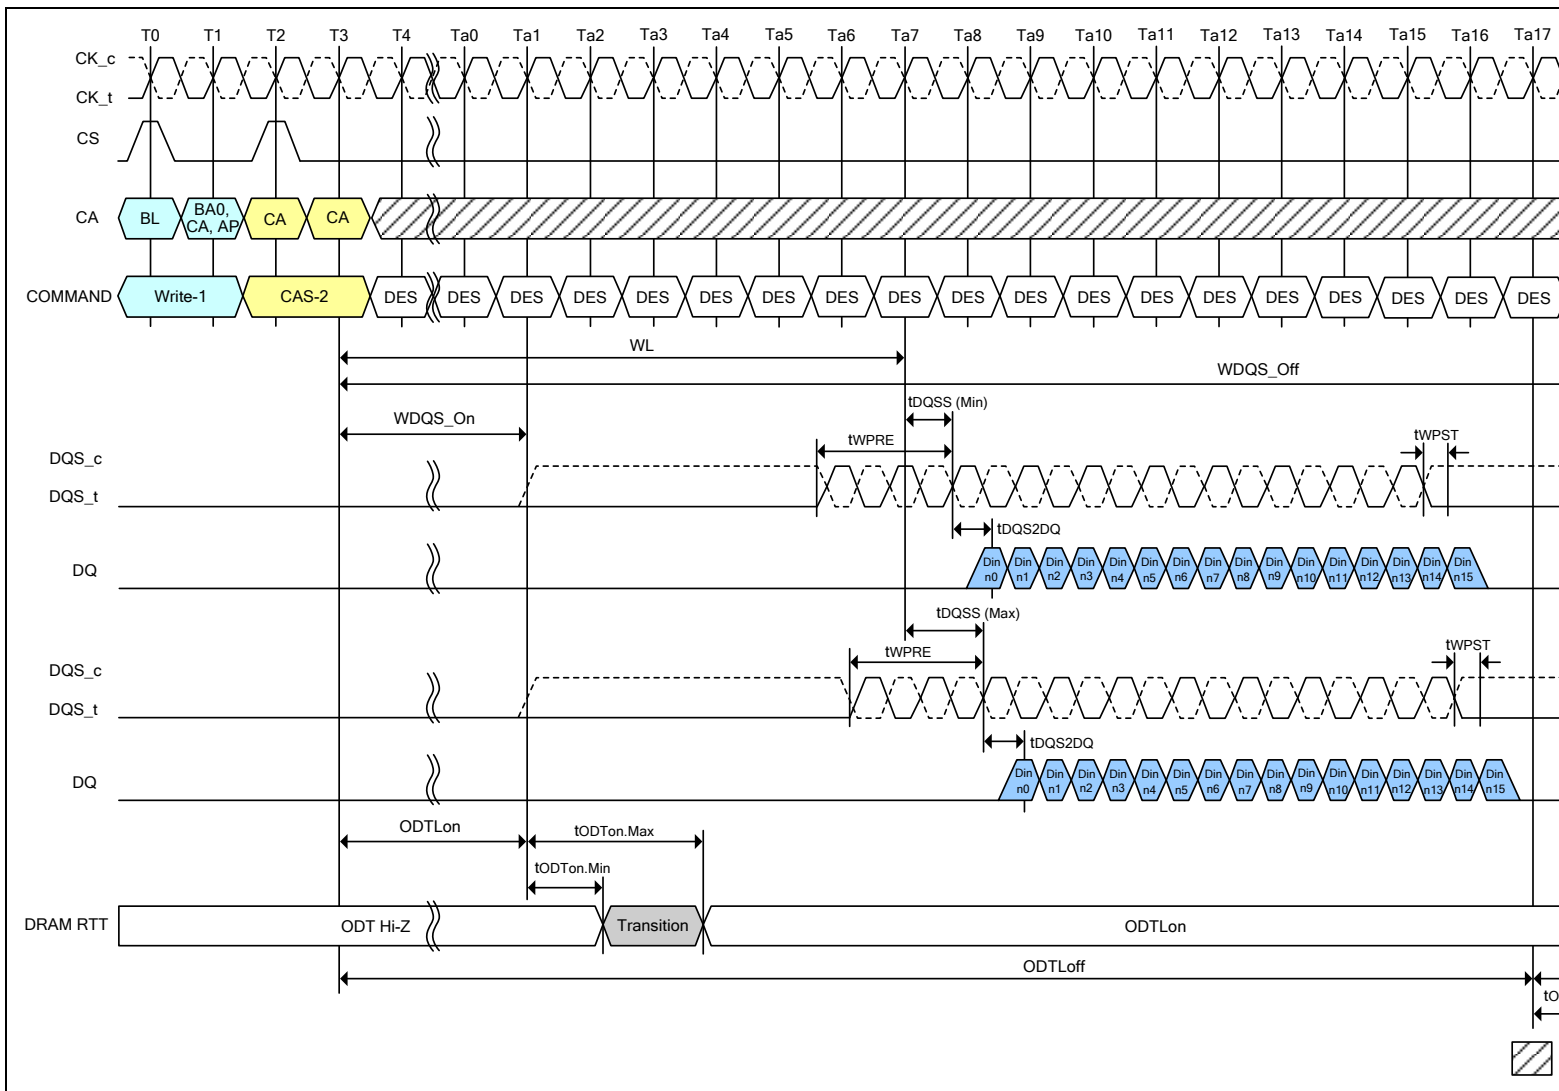 T0 T1 T2 T3 T4 Ta0 Ta1 Ta2 Ta3 Ta4 Ta5 Ta6 Ta7 Ta8 Ta9 Ta10 Ta11 Ta12 Ta13 Ta14 Ta15 Ta16 Ta17
CK_c
CK_t
CS
CA BL BA0, CA, AP CA CA
COMMAND Write-1 CAS-2 DES DES DES DES DES DES DES DES DES DES DES DES DES DES DES DES DES DES DES
WL
WDQS_Off
tDQSS (Min)
WDQS_On
tWPRE tWPST
DQS_c
DQS_t
tDQS2DQ
DQ Din n0 Din n1 Din n2 Din n3 Din n4 Din n5 Din n6 Din n7 Din n8 Din n9 Din n10 Din n11 Din n12 Din n13 Din n14 Din n15
tDQSS (Max)
tWPRE tWPST
DQS_c
DQS_t
tDQS2DQ
DQ Din n0 Din n1 Din n2 Din n3 Din n4 Din n5 Din n6 Din n7 Din n8 Din n9 Din n10 Din n11 Din n12 Din n13 Din n14 Din n15
ODTLon tODTon.Max
tODTon.Min
DRAM RTT ODT Hi-Z Transition ODTLon
ODTLoff